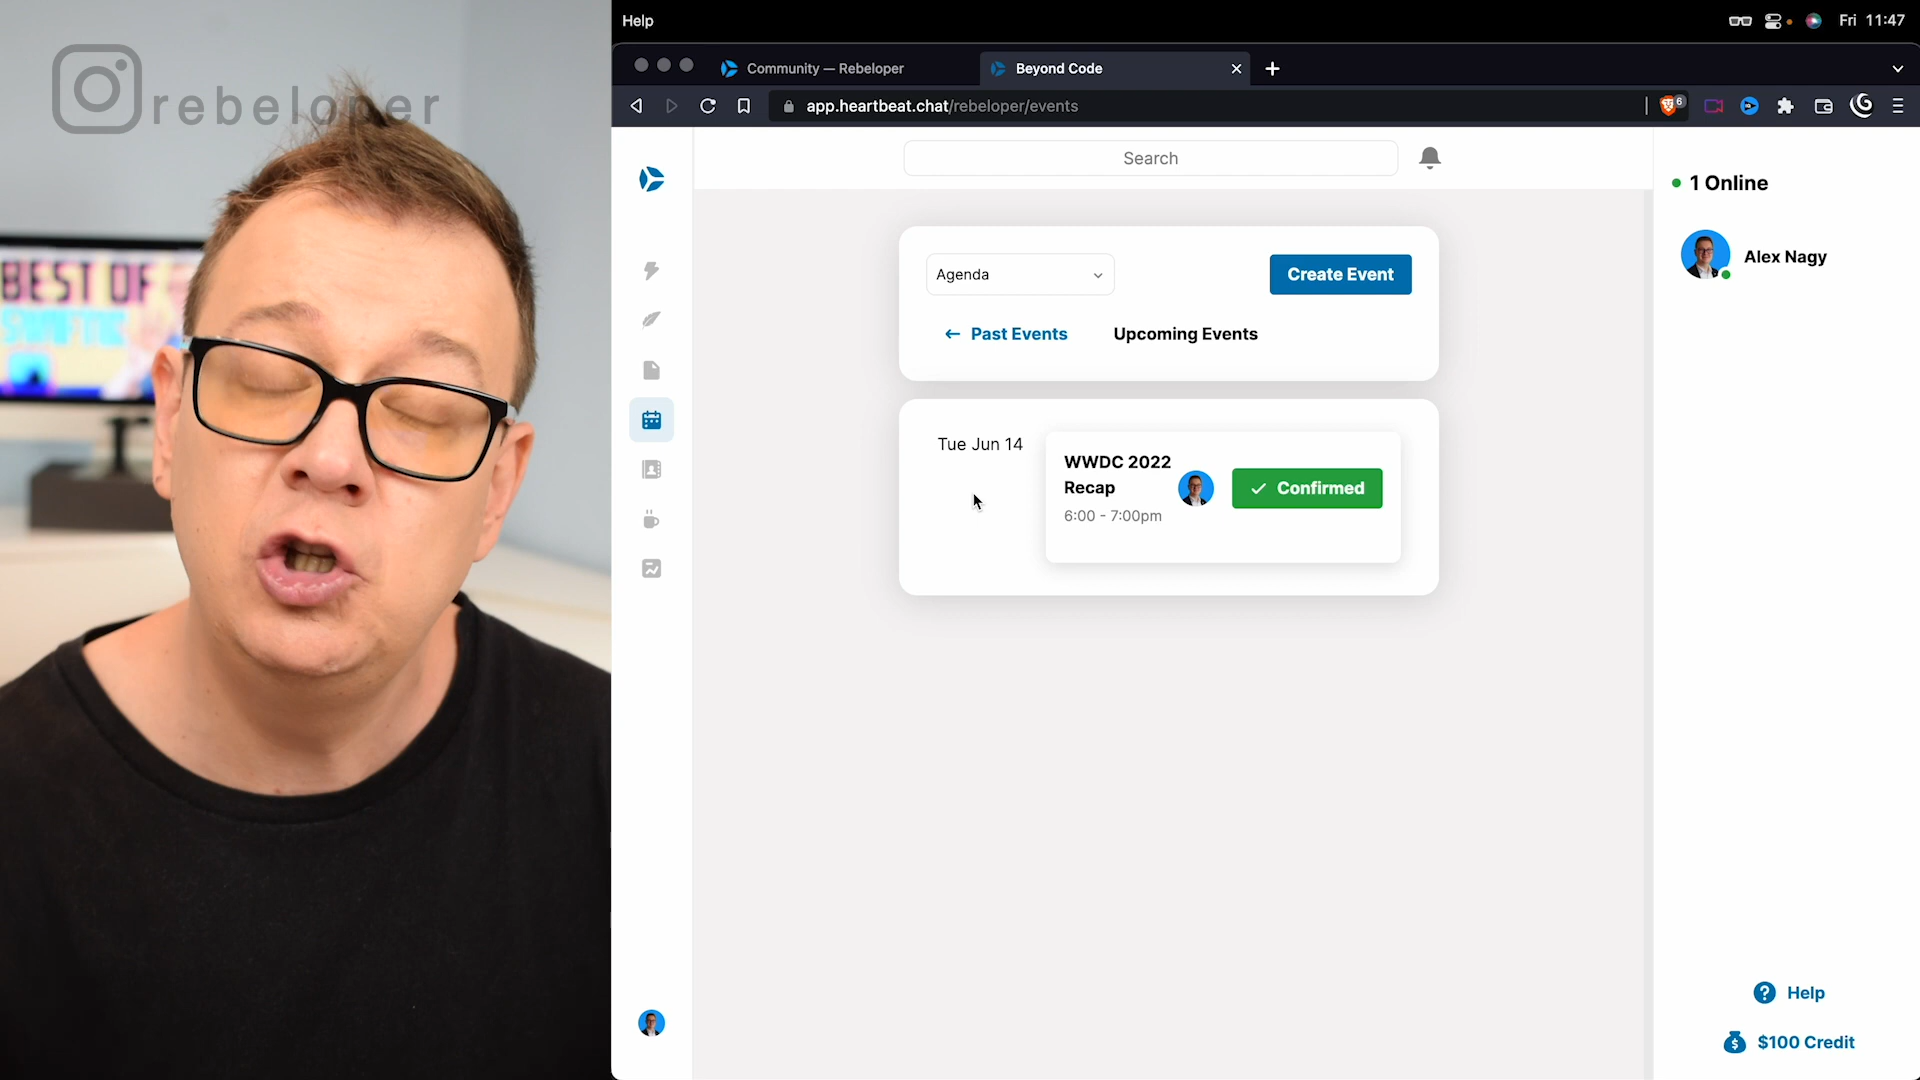 rebeloper
BEST OF
SWIFTIC
Help
Fri 11:47
Community — Rebeloper
Beyond Code
app.heartbeat.chat/rebeloper/events
6
Search
1 Online
Alex Nagy
Agenda
Create Event
← Past Events
Upcoming Events
Tue Jun 14
WWDC 2022
Recap
6:00 - 7:00pm
Confirmed
Help
$100 Credit